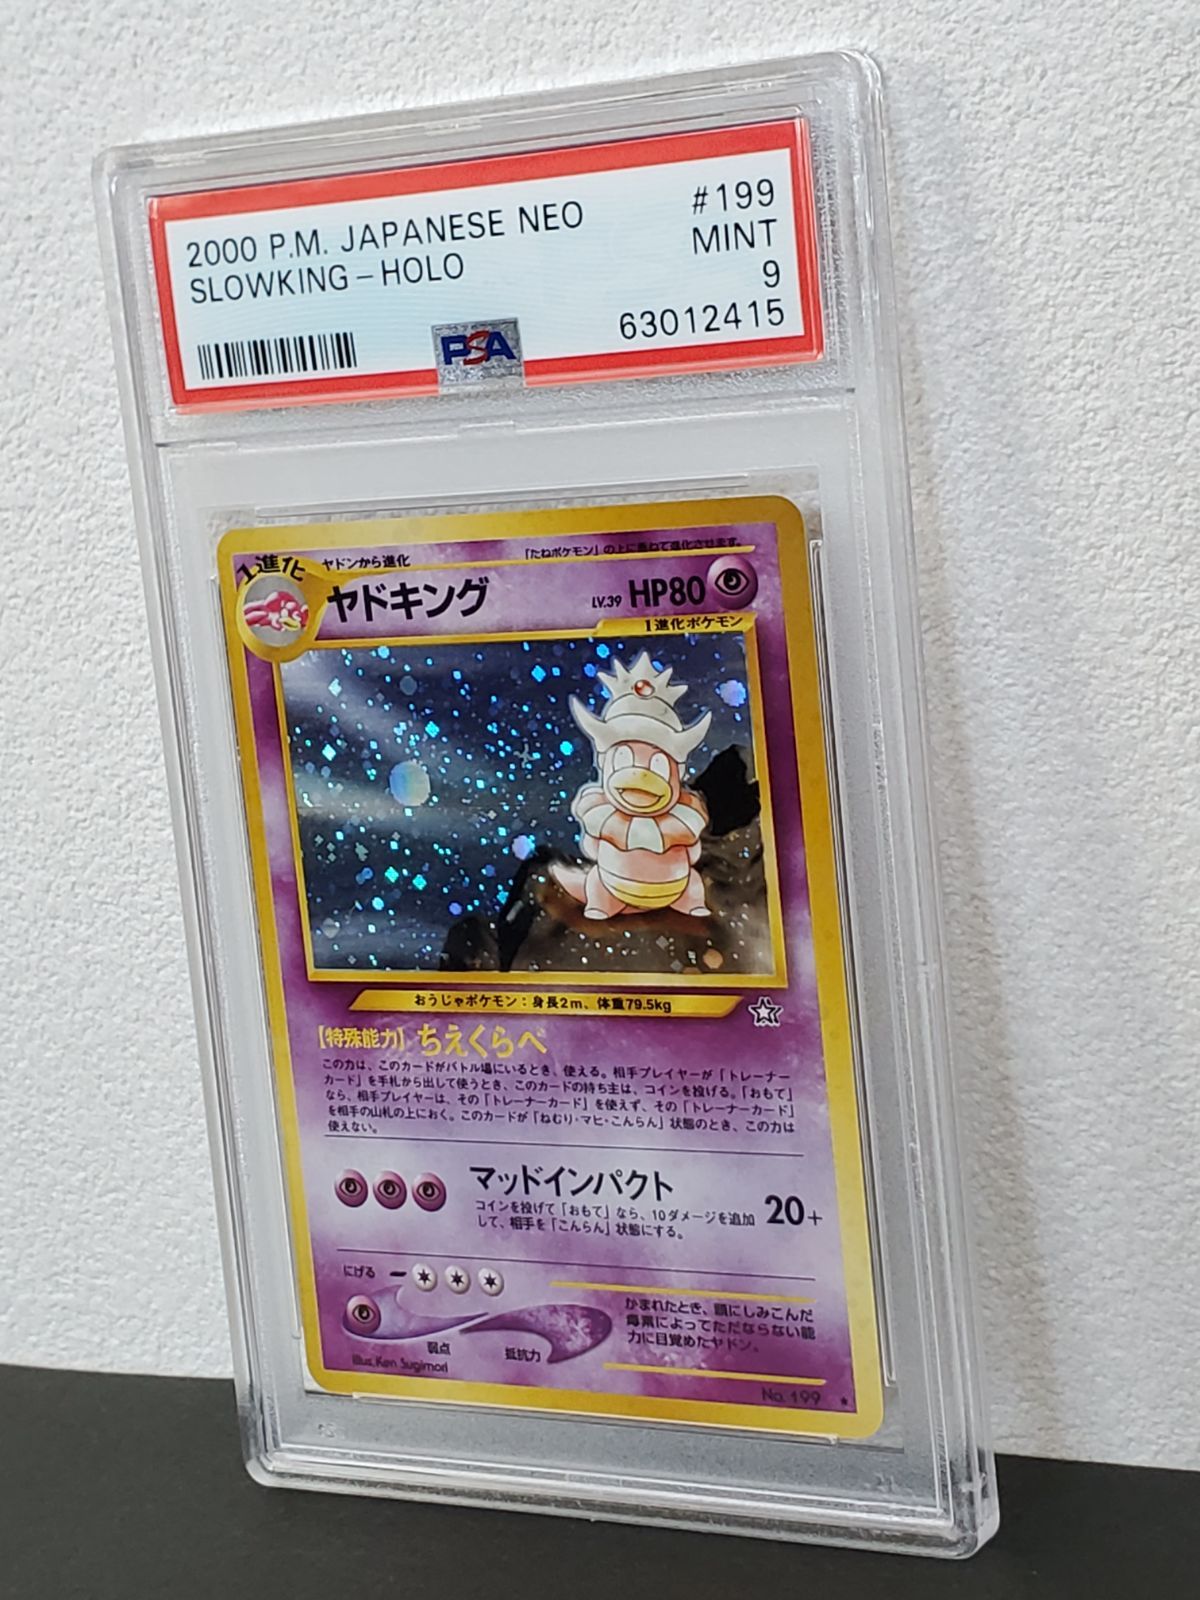 2000 P.M. JAPANESE NEO #199
SLOWKING – HOLO MINT
9
PSA 63012415
1進化
ヤドンから進化
「たねポケモン」の上に重ねて進化させます。
ヤドキング LV.39 HP80
1進化ポケモン
おうじゃポケモン：身長2m、体重79.5kg
【特殊能力】ちえくらべ
この力は、このカードがバトル場にいるとき、使える。相手プレイヤーが「トレーナー
カード」を手札から出して使うとき、このカードの持ち主は、コインを投げる。「おもて」
なら、相手プレイヤーは、その「トレーナーカード」を使えず、その「トレーナーカード」
を相手の山札の上におく。このカードが「ねむり・マヒ・こんらん」状態のとき、この力は
使えない。
マッドインパクト 20+
コインを投げて「おもて」なら、10ダメージを追加
して、相手を「こんらん」状態にする。
にげる
弱点
抵抗力
かまれたとき、頭にしみこんだ
毒素によってただならない能
力に目覚めたヤドン。
illus. Ken Sugimori
No. 199 ★